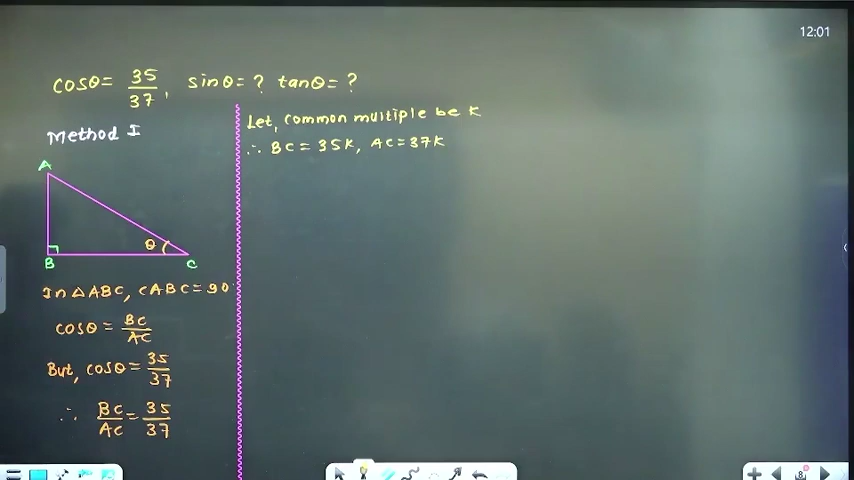 12:01
cosθ= 35/37, sinθ=? tanθ=?
Method I
A
θ
B
C
In △ABC, ∠ABC=90
cosθ = BC/AC
But, cosθ = 35/37
∴ BC/AC = 35/37
Let, common multiple be K
∴ BC = 35K, AC=37K
8